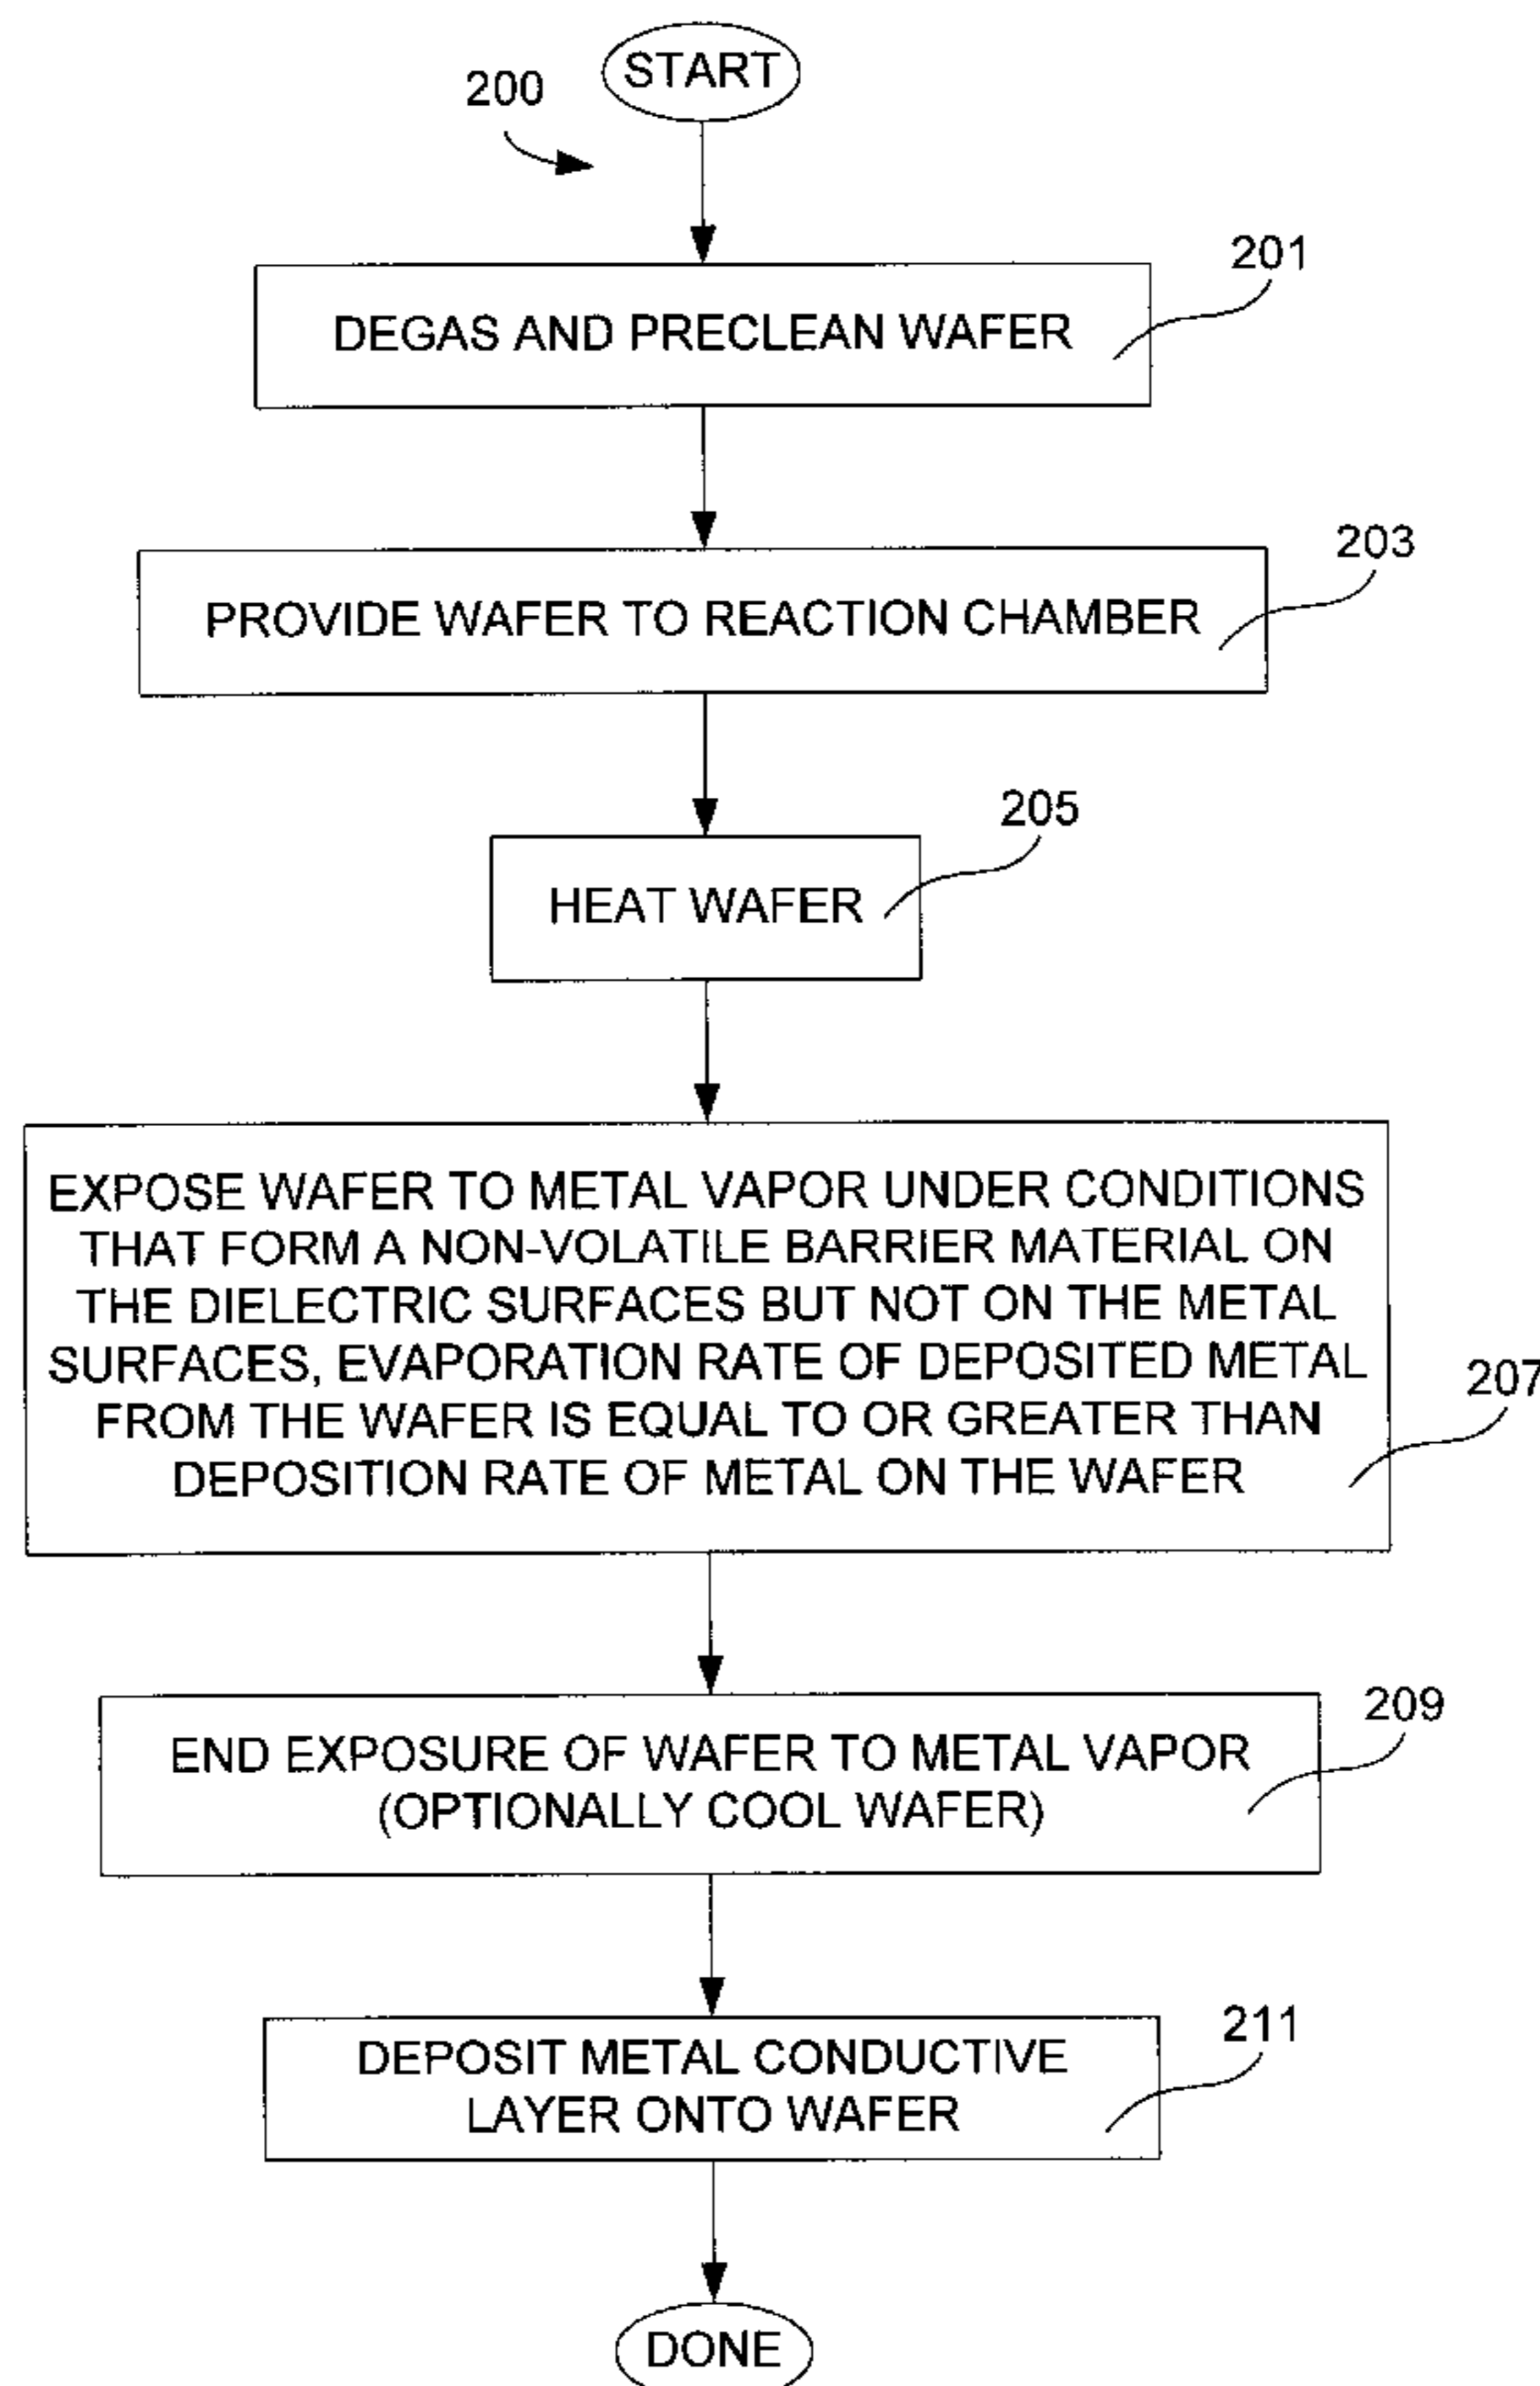 START
200
201
DEGAS AND PRECLEAN WAFER
203
PROVIDE WAFER TO REACTION CHAMBER
205
HEAT WAFER
EXPOSE WAFER TO METAL VAPOR UNDER CONDITIONS
THAT FORM A NON-VOLATILE BARRIER MATERIAL ON
THE DIELECTRIC SURFACES BUT NOT ON THE METAL
SURFACES, EVAPORATION RATE OF DEPOSITED METAL
FROM THE WAFER IS EQUAL TO OR GREATER THAN
DEPOSITION RATE OF METAL ON THE WAFER
207
209
END EXPOSURE OF WAFER TO METAL VAPOR
(OPTIONALLY COOL WAFER)
211
DEPOSIT METAL CONDUCTIVE
LAYER ONTO WAFER
DONE